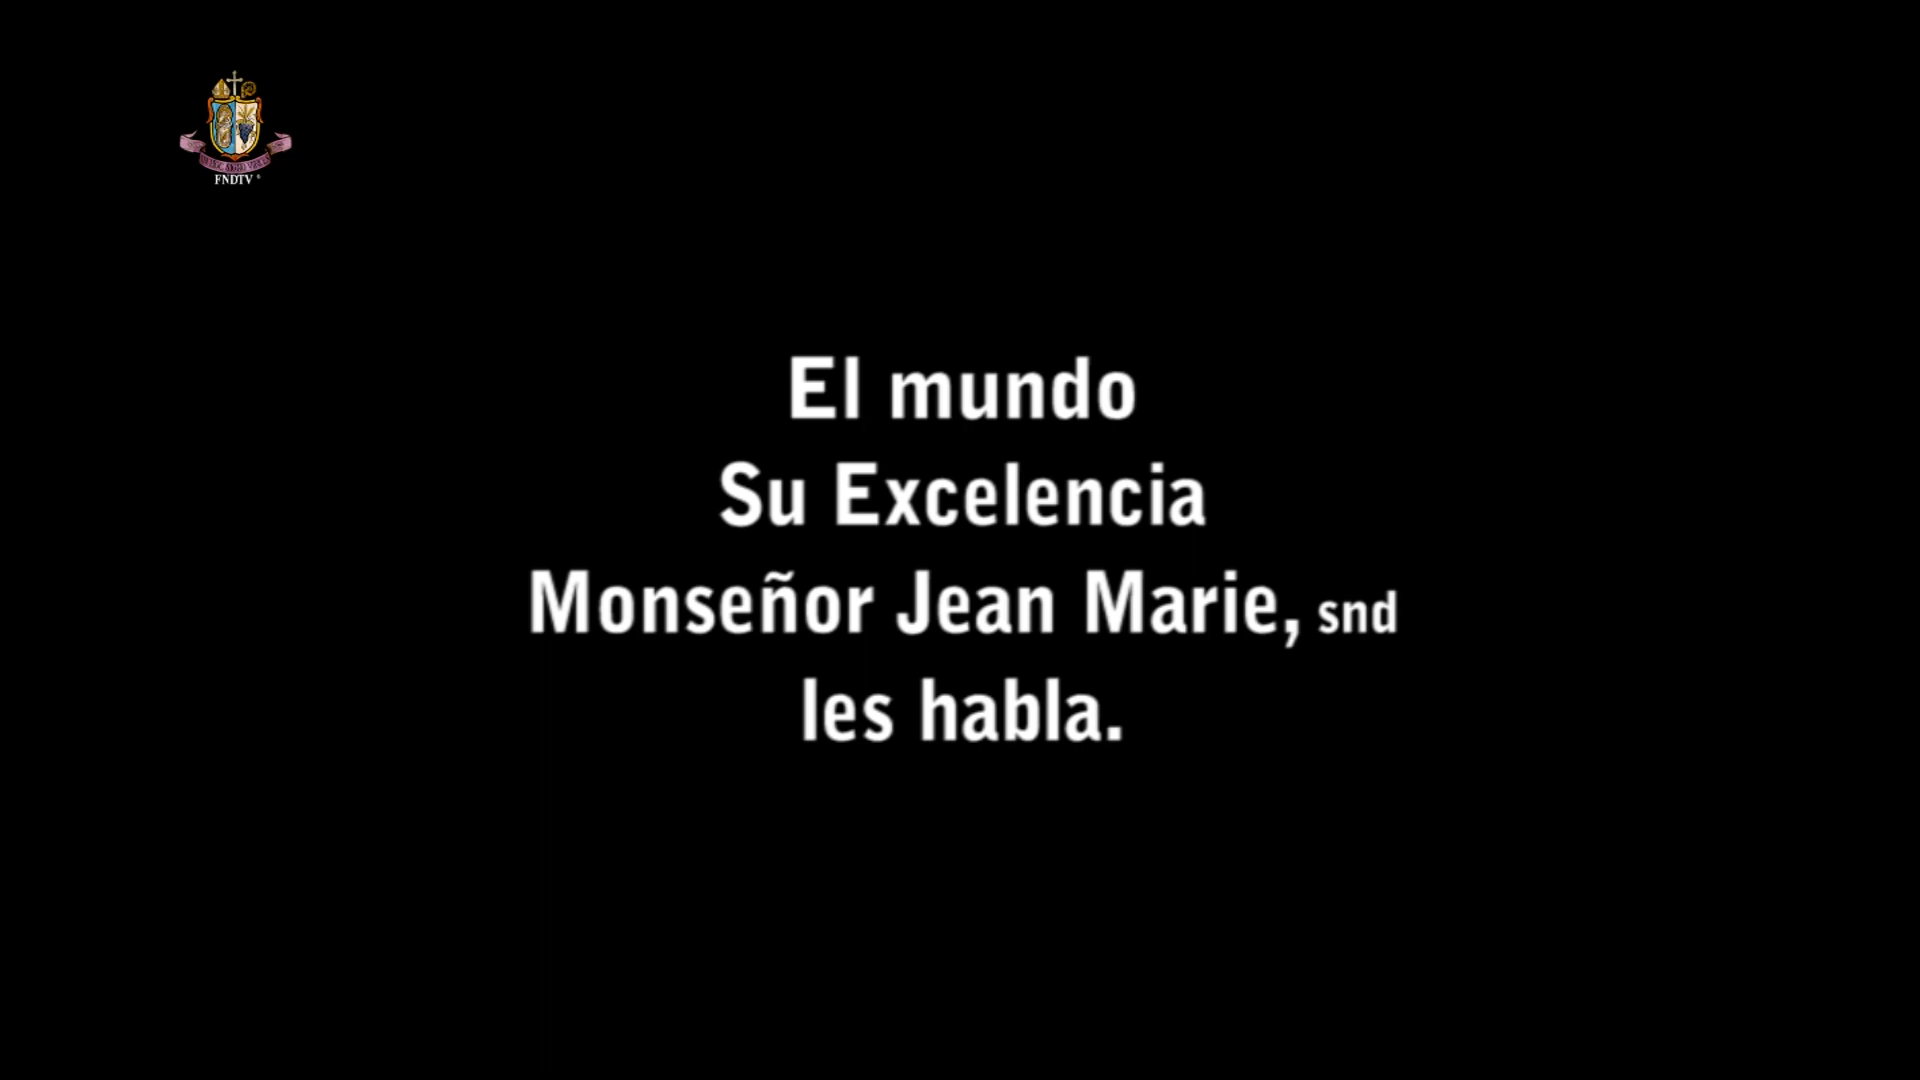 FNDTV
El mundo
Su Excelencia
Monseñor Jean Marie, snd
les habla.